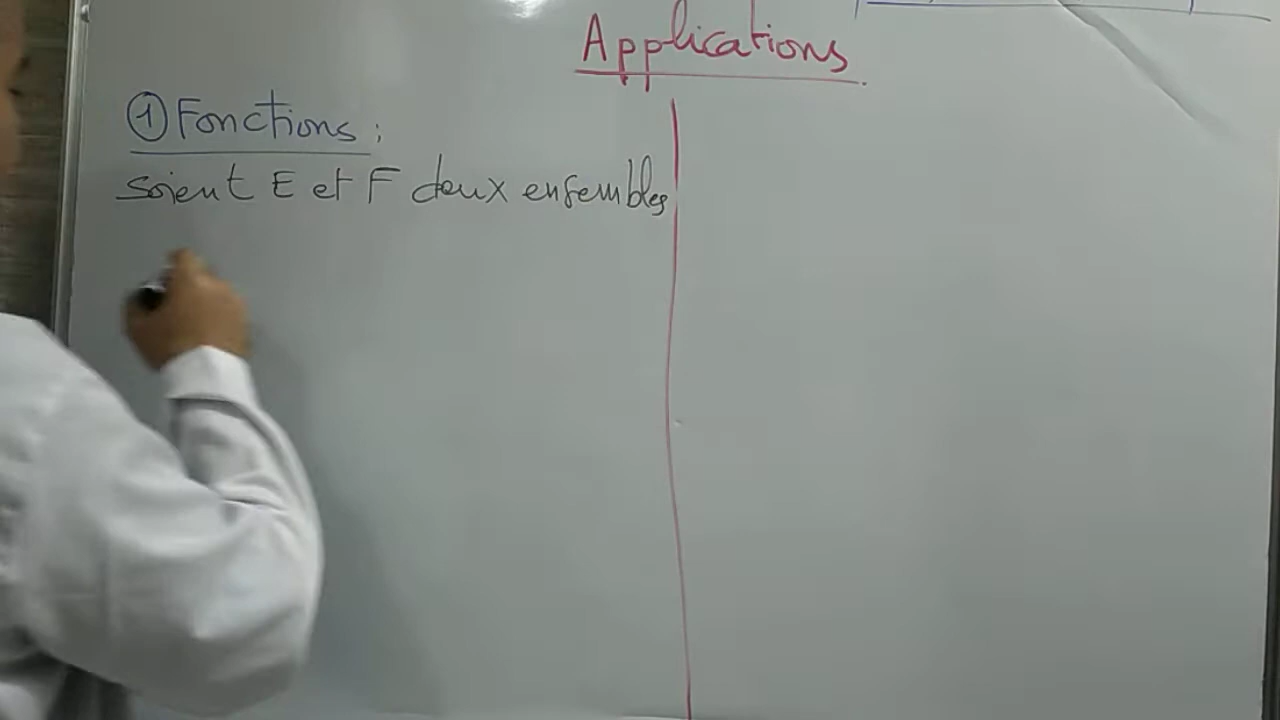 Applications
① Fonctions :
soient E et F deux ensembles